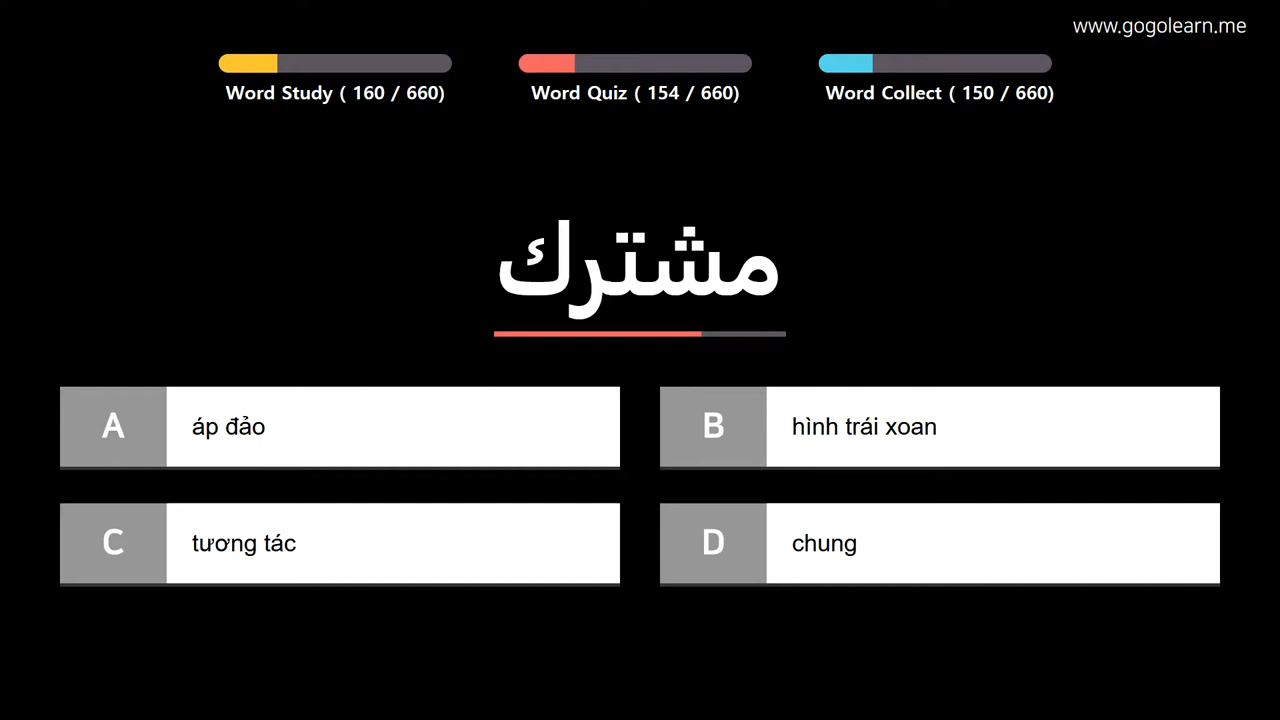 www.gogolearn.me
Word Study ( 160 / 660)
Word Quiz ( 154 / 660)
Word Collect ( 150 / 660)
مشترك
A áp đảo
B hình trái xoan
C tương tác
D chung